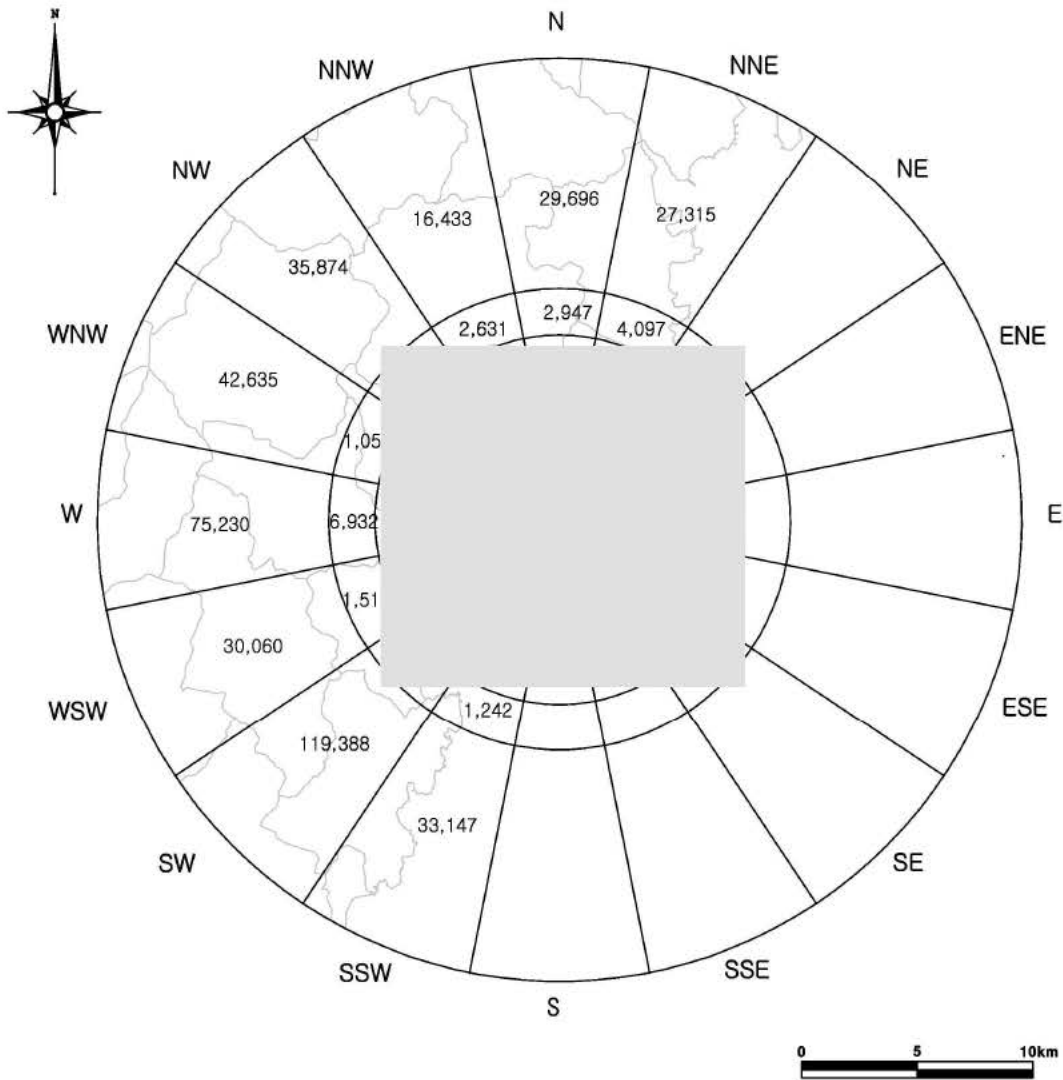 N
N
NNW
NNE
NW
NE
29,696
16,433
27,315
35,874
2,947
2,631
4,097
WNW
ENE
42,635
W
6,932
75,230
E
30,060
WSW
1,242
ESE
119,388
33,147
SW
SE
SSW
SSE
S
0 5 10km